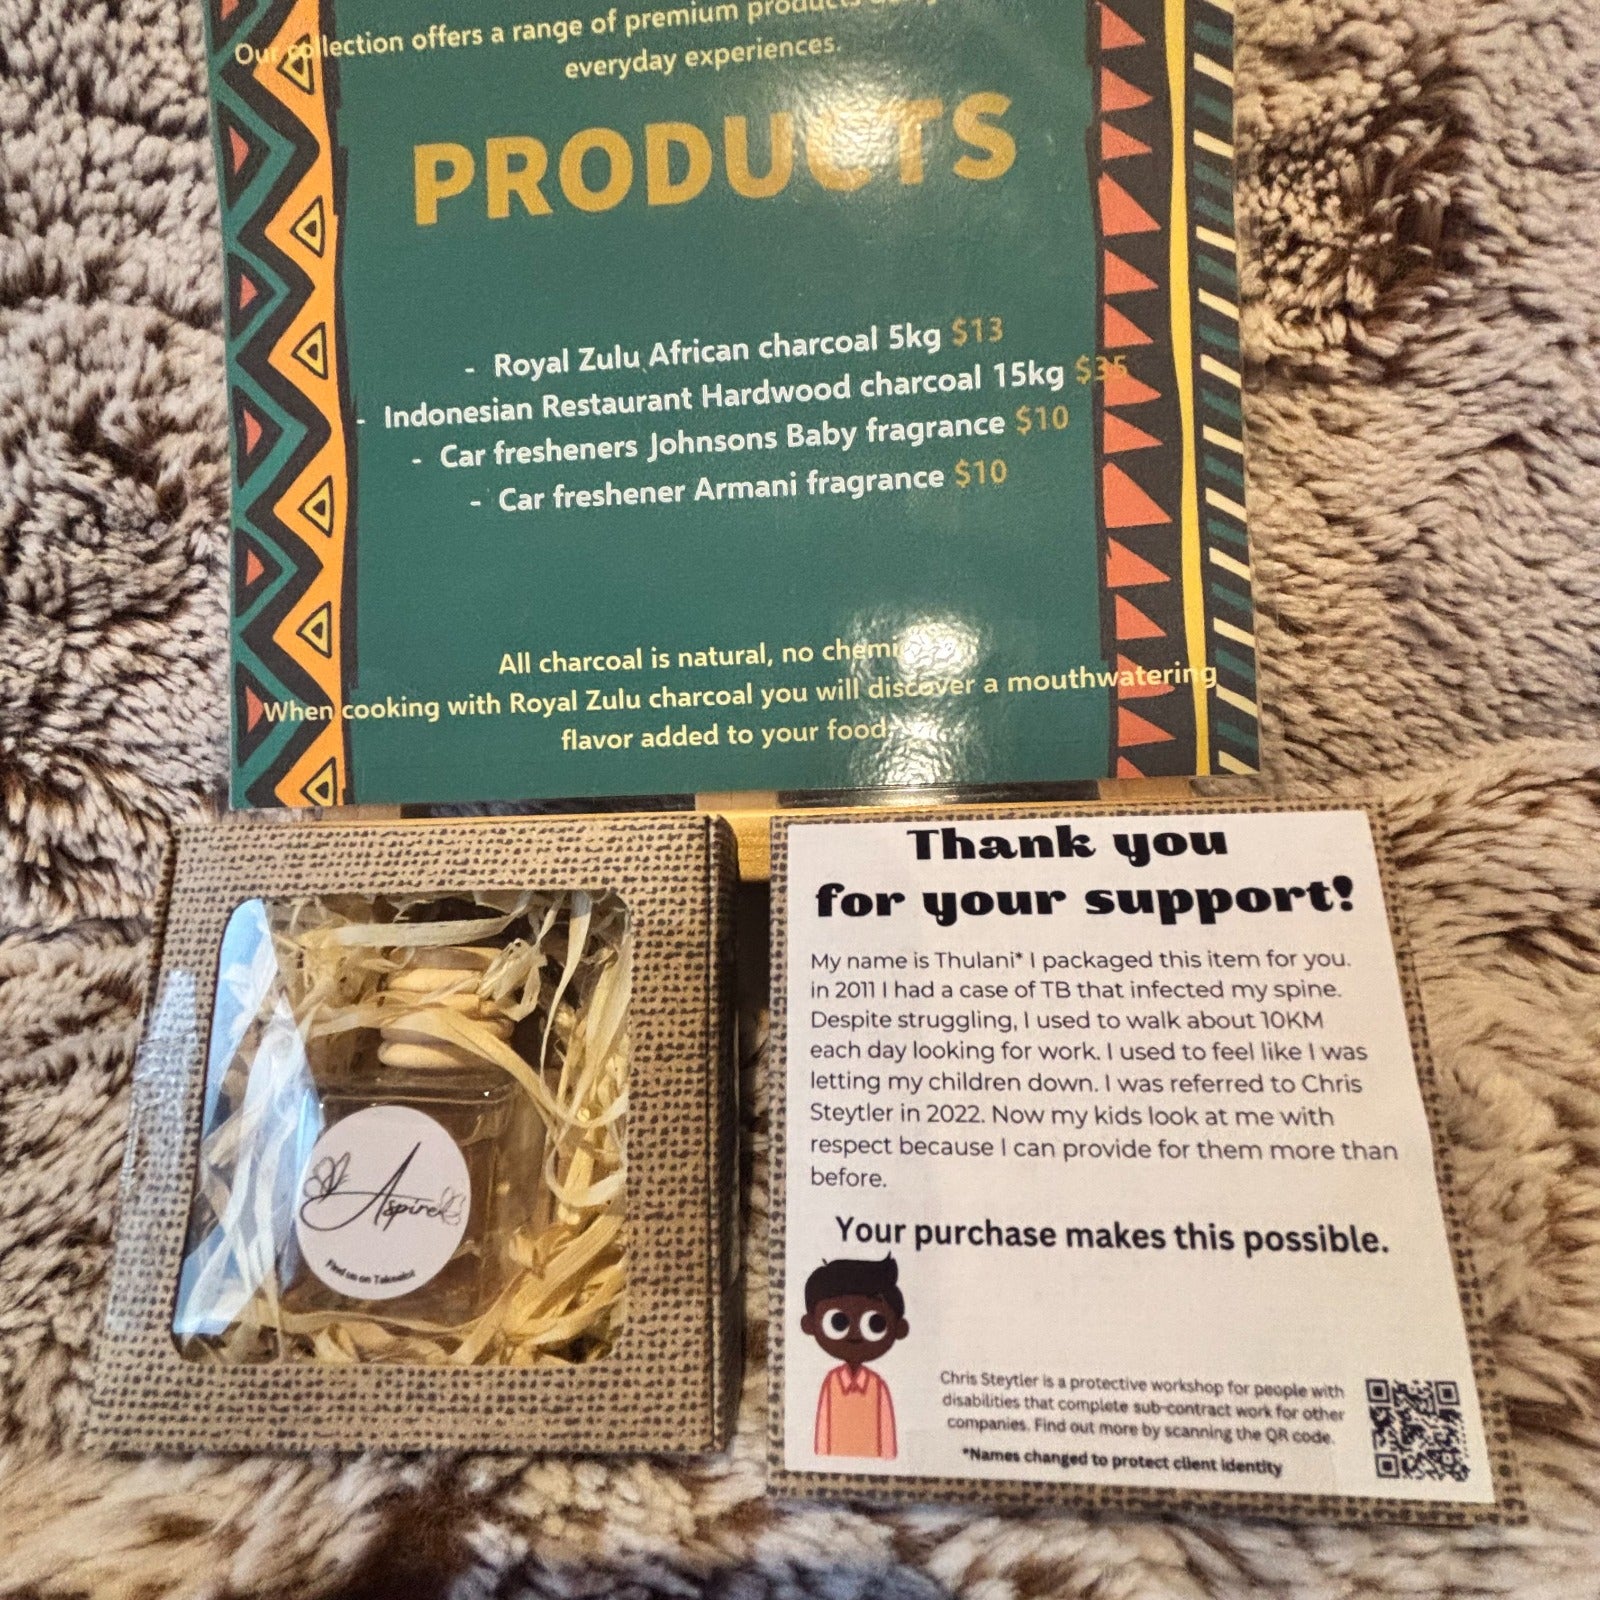 Our collection offers a range of premium products
everyday experiences.
PRODUCTS
- Royal Zulu African charcoal 5kg $13
- Indonesian Restaurant Hardwood charcoal 15kg $35
- Car fresheners Johnsons Baby fragrance $10
- Car freshener Armani fragrance $10
All charcoal is natural, no
When cooking with Royal Zulu charcoal you will discover a mouthwatering
flavor added to your food.
Aspire
Find us on Takealot
Thank you
for your support!
My name is Thulani* I packaged this item for you.
in 2011 I had a case of TB that infected my spine.
Despite struggling, I used to walk about 10KM
each day looking for work. I used to feel like I was
letting my children down. I was referred to Chris
Steytler in 2022. Now my kids look at me with
respect because I can provide for them more than
before.
Your purchase makes this possible.
Chris Steytler is a protective workshop for people with
disabilities that complete sub-contract work for other
companies. Find out more by scanning the QR code.
*Names changed to protect client identity